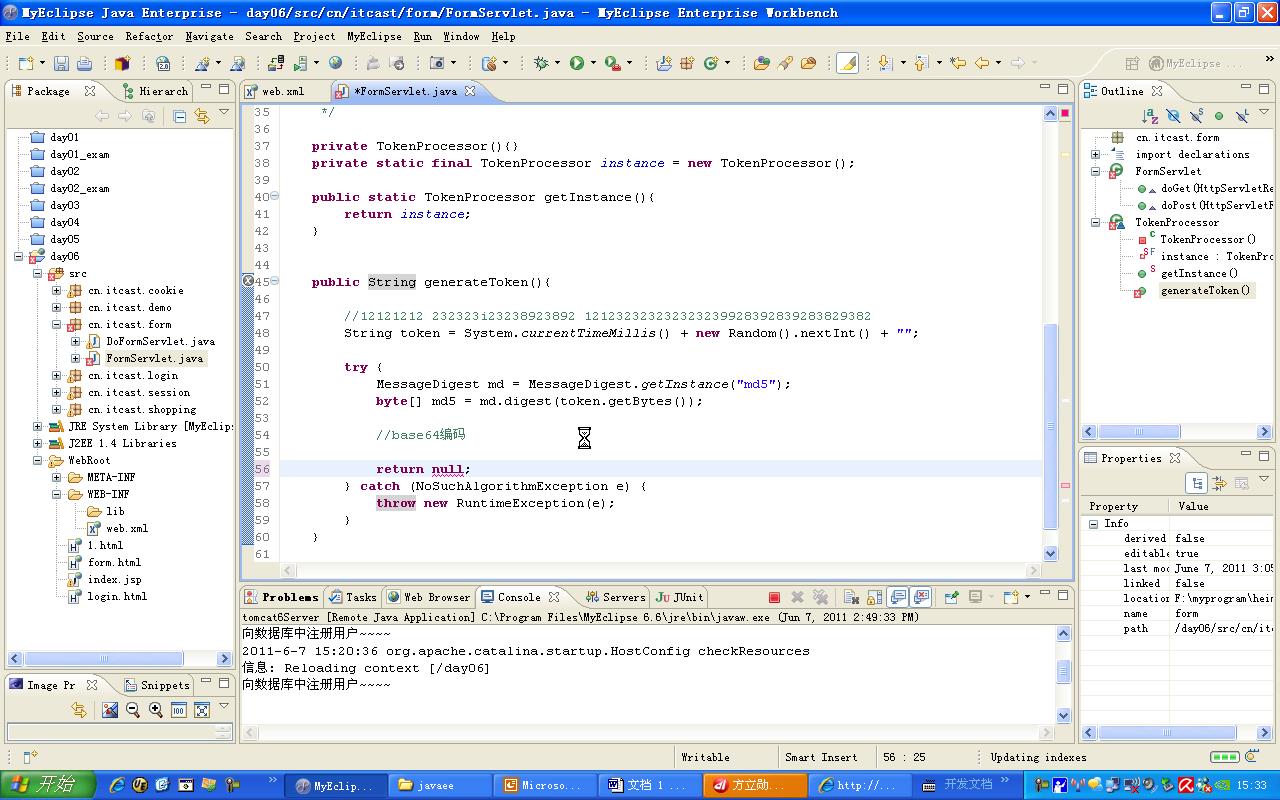 MyEclipse Java Enterprise - day06/src/cn/itcast/form/FormServlet.java - MyEclipse Enterprise Workbench
File Edit Source Refactor Navigate Search Project MyEclipse Run Window Help
MyEclipse ...
Package
Hierarch
day01
day01_exam
day02
day02_exam
day03
day04
day05
day06
src
cn.itcast.cookie
cn.itcast.demo
cn.itcast.form
DoFormServlet.java
FormServlet.java
cn.itcast.login
cn.itcast.session
cn.itcast.shopping
JRE System Library [MyEclips
J2EE 1.4 Libraries
WebRoot
META-INF
WEB-INF
lib
web.xml
1.html
form.html
index.jsp
login.html
Image Pr
Snippets
web.xml
*FormServlet.java
35 */
36
37 private TokenProcessor(){}
38 private static final TokenProcessor instance = new TokenProcessor();
39
40 public static TokenProcessor getInstance(){
41 return instance;
42 }
43
44
45 public String generateToken(){
46
47 //12121212 232323123238923892 1212323232323232399283928392838293​82
48 String token = System.currentTimeMillis() + new Random().nextInt() + "";
49
50 try {
51 MessageDigest md = MessageDigest.getInstance("md5");
52 byte[] md5 = md.digest(token.getBytes());
53
54 //base64编码
55
56 return null;
57 } catch (NoSuchAlgorithmException e) {
58 throw new RuntimeException(e);
59 }
60 }
61
Problems Tasks Web Browser Console Servers JUnit
tomcat6Server [Remote Java Application] C:\Program Files\MyEclipse 6.6\jre\bin\javaw.exe (Jun 7, 2011 2:49:33 PM)
向数据库中注册用户~~~~
2011-6-7 15:20:36 org.apache.catalina.startup.HostConfig checkResources
信息: Reloading context [/day06]
向数据库中注册用户~~~~
Outline
cn.itcast.form
import declarations
FormServlet
doGet(HttpServletRe
doPost(HttpServletR
TokenProcessor
TokenProcessor()
instance : TokenPro
getInstance()
generateToken()
Properties
Property Value
Info
derived false
editable true
last mod June 7, 2011 3:05
linked false
location F:\myprogram\hei
name form
path /day06/src/cn/it
Writable Smart Insert 56 : 25 Updating indexes
开始 MyEclip... javaee Microso... 文档 1 ... 方立勋... http://... 开发文档 15:33